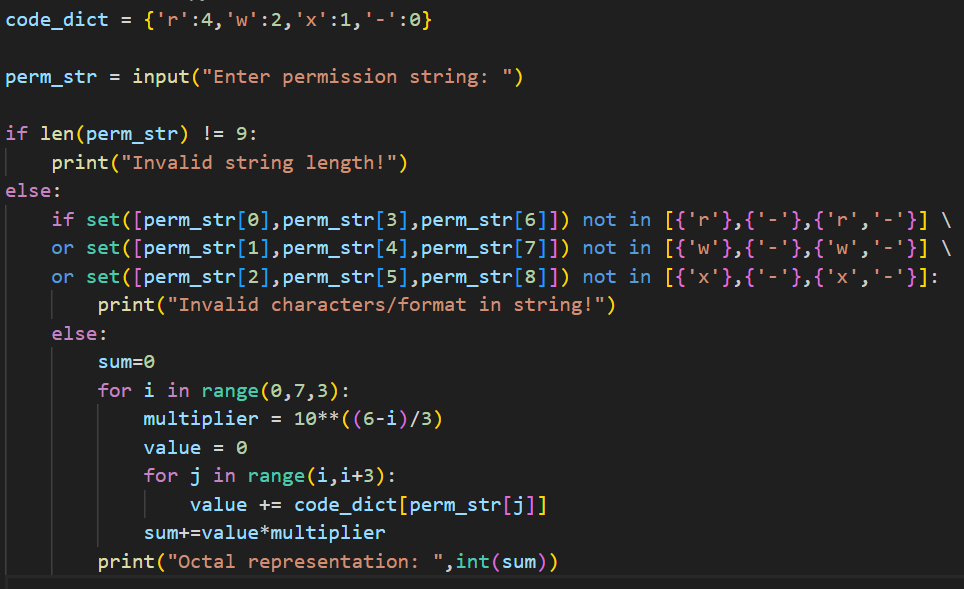 code_dict = {'r':4,'w':2,'x':1,'-':0}
perm_str = input("Enter permission string: ")
if len(perm_str) != 9:
    print("Invalid string length!")
else:
    if set([perm_str[0],perm_str[3],perm_str[6]]) not in [{'r'},{'-'},{'r','-'}] \
    or set([perm_str[1],perm_str[4],perm_str[7]]) not in [{'w'},{'-'},{'w','-'}] \
    or set([perm_str[2],perm_str[5],perm_str[8]]) not in [{'x'},{'-'},{'x','-'}]:
        print("Invalid characters/format in string!")
    else:
        sum=0
        for i in range(0,7,3):
            multiplier = 10**((6-i)/3)
            value = 0
            for j in range(i,i+3):
                value += code_dict[perm_str[j]]
            sum+=value*multiplier
        print("Octal representation: ",int(sum))